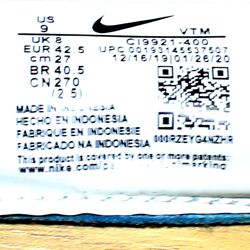 US
9
VTM
UK 8
CI9921-400
EUR 42.5
UPC 00193145537507
cm 27
12/16/19 01/26/20
BR 40.5
CN 270
(2.5)
MADE IN INDONESIA
HECHO EN INDONESIA
FABRIQUE EN INDONESIE
FABRICADO NA INDONESIA
000RZEYG4NZHR
This product is covered by one or more
www.nike.com/
marking